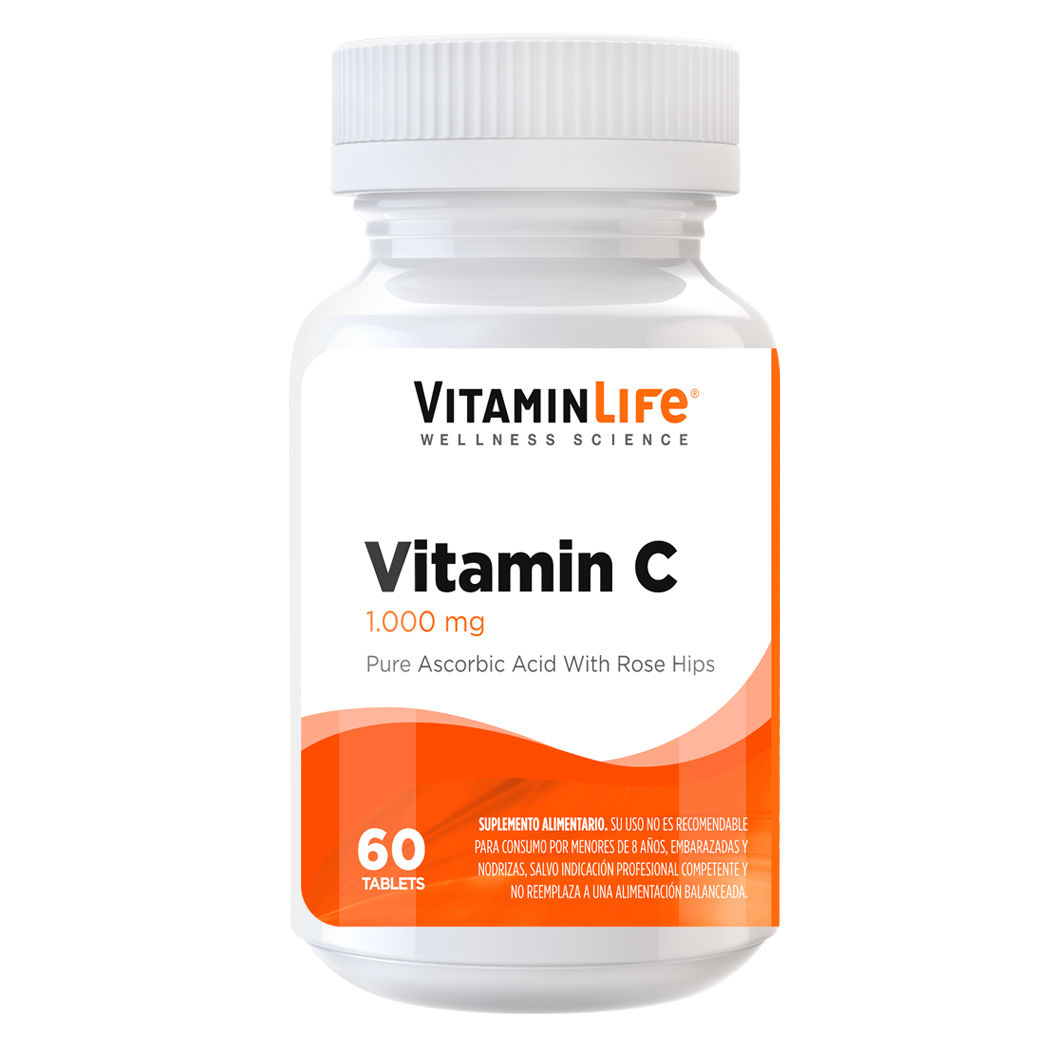 VITAMINLIFe®
WELLNESS SCIENCE
Vitamin C
1.000 mg
Pure Ascorbic Acid With Rose Hips
60
TABLETS
SUPLEMENTO ALIMENTARIO. SU USO NO ES RECOMENDABLE
PARA CONSUMO POR MENORES DE 8 AÑOS, EMBARAZADAS Y
NODRIZAS, SALVO INDICACIÓN PROFESIONAL COMPETENTE Y
NO REEMPLAZA A UNA ALIMENTACIÓN BALANCEADA.